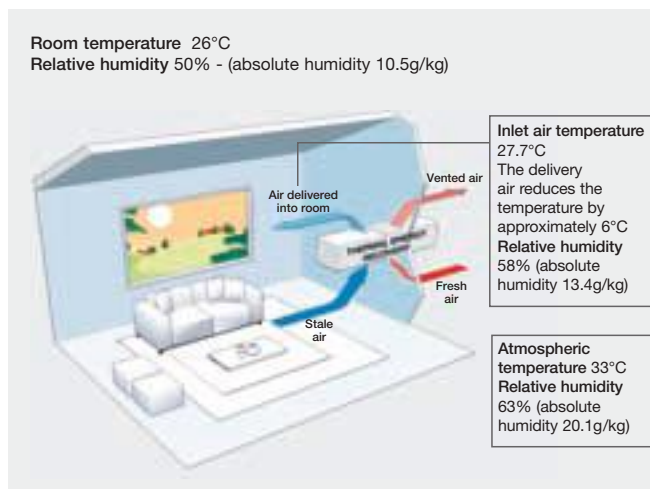 Room temperature 26°C
Relative humidity 50% - (absolute humidity 10.5g/kg)
Inlet air temperature
27.7°C
The delivery
air reduces the
temperature by
approximately 6°C
Relative humidity
58% (absolute
humidity 13.4g/kg)
Vented air
Air delivered
into room
Fresh
air
Stale
air
Atmospheric
temperature 33°C
Relative humidity
63% (absolute
humidity 20.1g/kg)